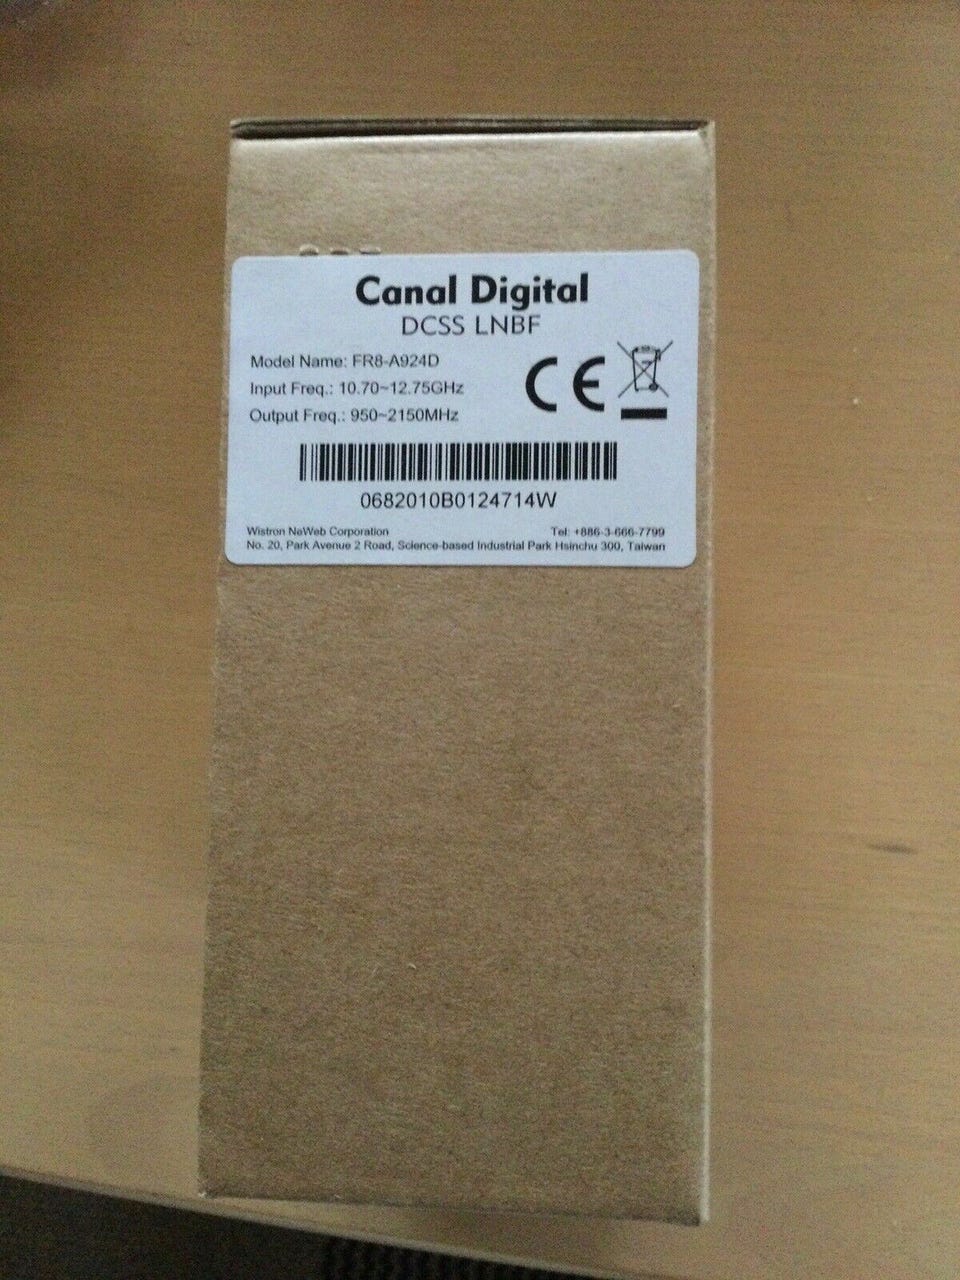 Canal Digital
DCSS LNBF
Model Name: FR8-A924D
Input Freq.: 10.70~12.75GHz
Output Freq.: 950~2150MHz
CE
0682010B0124714W
Wistron NeWeb Corporation Tel: +886-3-666-7799
No. 20, Park Avenue 2 Road, Science-based Industrial Park Hsinchu 300, Taiwan